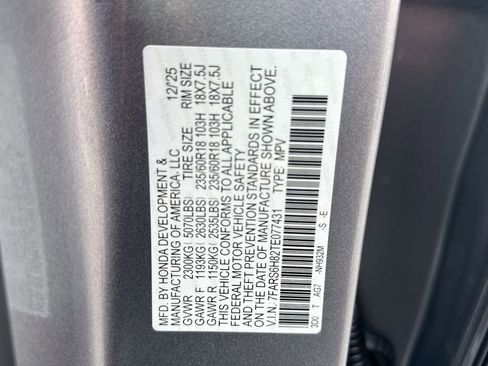 MFD. BY HONDA DEVELOPMENT & 12/25
MANUFACTURING OF AMERICA, LLC
TIRE SIZE RIM SIZE
GVWR 2300KG ( 5070LBS)
GAWR F 1193KG ( 2630LBS) 235/60R18 103H 18X7.5J
GAWR R 1150KG ( 2535LBS) 235/60R18 103H 18X7.5J
THIS VEHICLE CONFORMS TO ALL APPLICABLE
FEDERAL MOTOR VEHICLE SAFETY
AND THEFT PREVENTION STANDARDS IN EFFECT
ON THE DATE OF MANUFACTURE SHOWN ABOVE.
V.I.N: 7FARS6H82TE077431 TYPE: MPV
3D0 T AG7 -NH932M -S -E